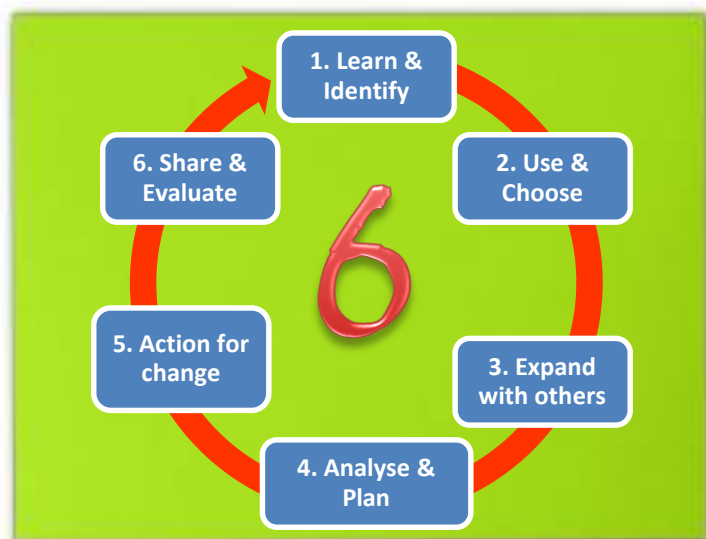 1. Learn &
Identify
2. Use &
Choose
3. Expand
with others
4. Analyse &
Plan
5. Action for
change
6. Share &
Evaluate
6